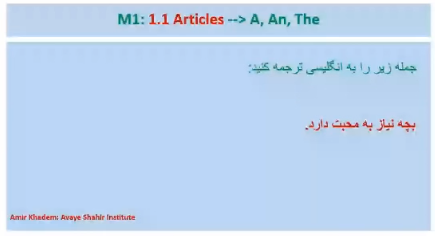 M1: 1.1 Articles --> A, An, The
جمله زیر را به انگلیسی ترجمه کنید:
بچه نیاز به محبت دارد.
Amir Khadem: Avaye Shahir Institute